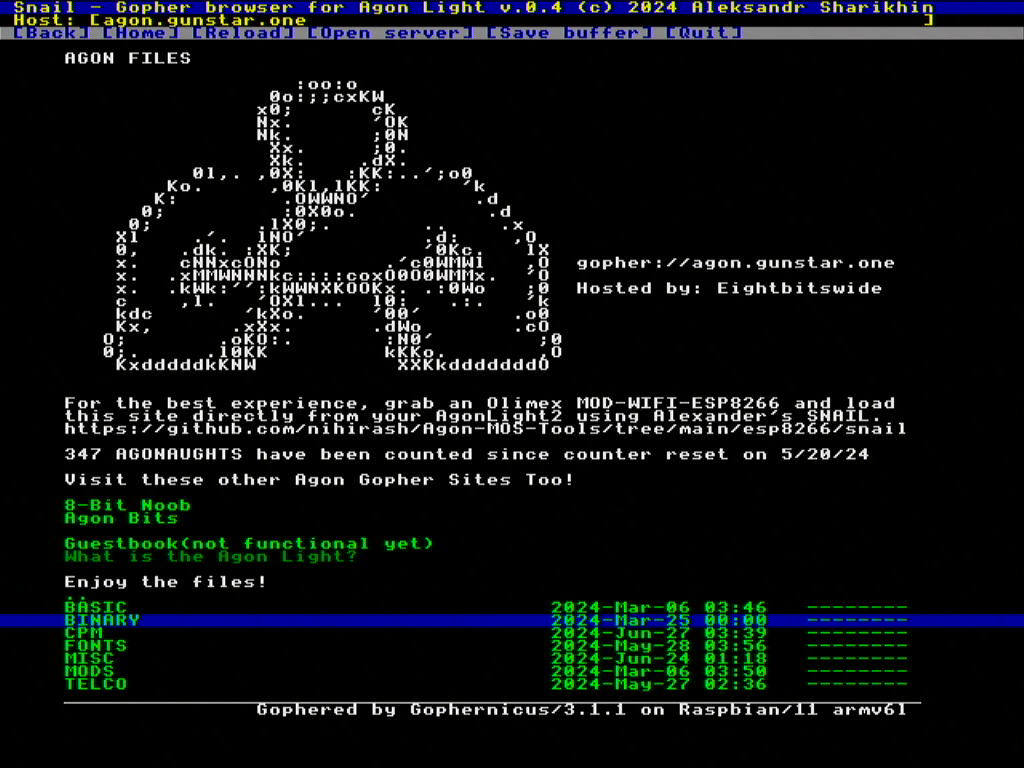 Snail - Gopher browser for Agon Light v.0.4 (c) 2024 Aleksandr Sharikhin
Host: [agon.gunstar.one ]
[Back] [Home] [Reload] [Open server] [Save buffer] [Quit]
AGON FILES
gopher://agon.gunstar.one
Hosted by: Eightbitswide
For the best experience, grab an Olimex MOD-WIFI-ESP8266 and load
this site directly from your AgonLight2 using Alexander's SNAIL.
https://github.com/nihirash/Agon-MOS-Tools/tree/main/esp8266/snail
347 AGONAUGHTS have been counted since counter reset on 5/20/24
Visit these other Agon Gopher Sites Too!
8-Bit Noob
Agon Bits
Guestbook(not functional yet)
What is the Agon Light?
Enjoy the files!
..
BASIC 2024-Mar-06 03:46 --------
BINARY 2024-Mar-25 00:00 --------
CPM 2024-Jun-27 03:39 --------
FONTS 2024-May-28 03:56 --------
MISC 2024-Jun-24 01:18 --------
MODS 2024-Mar-06 03:50 --------
TELCO 2024-May-27 02:36 --------
Gophered by Gophernicus/3.1.1 on Raspbian/11 armv6l